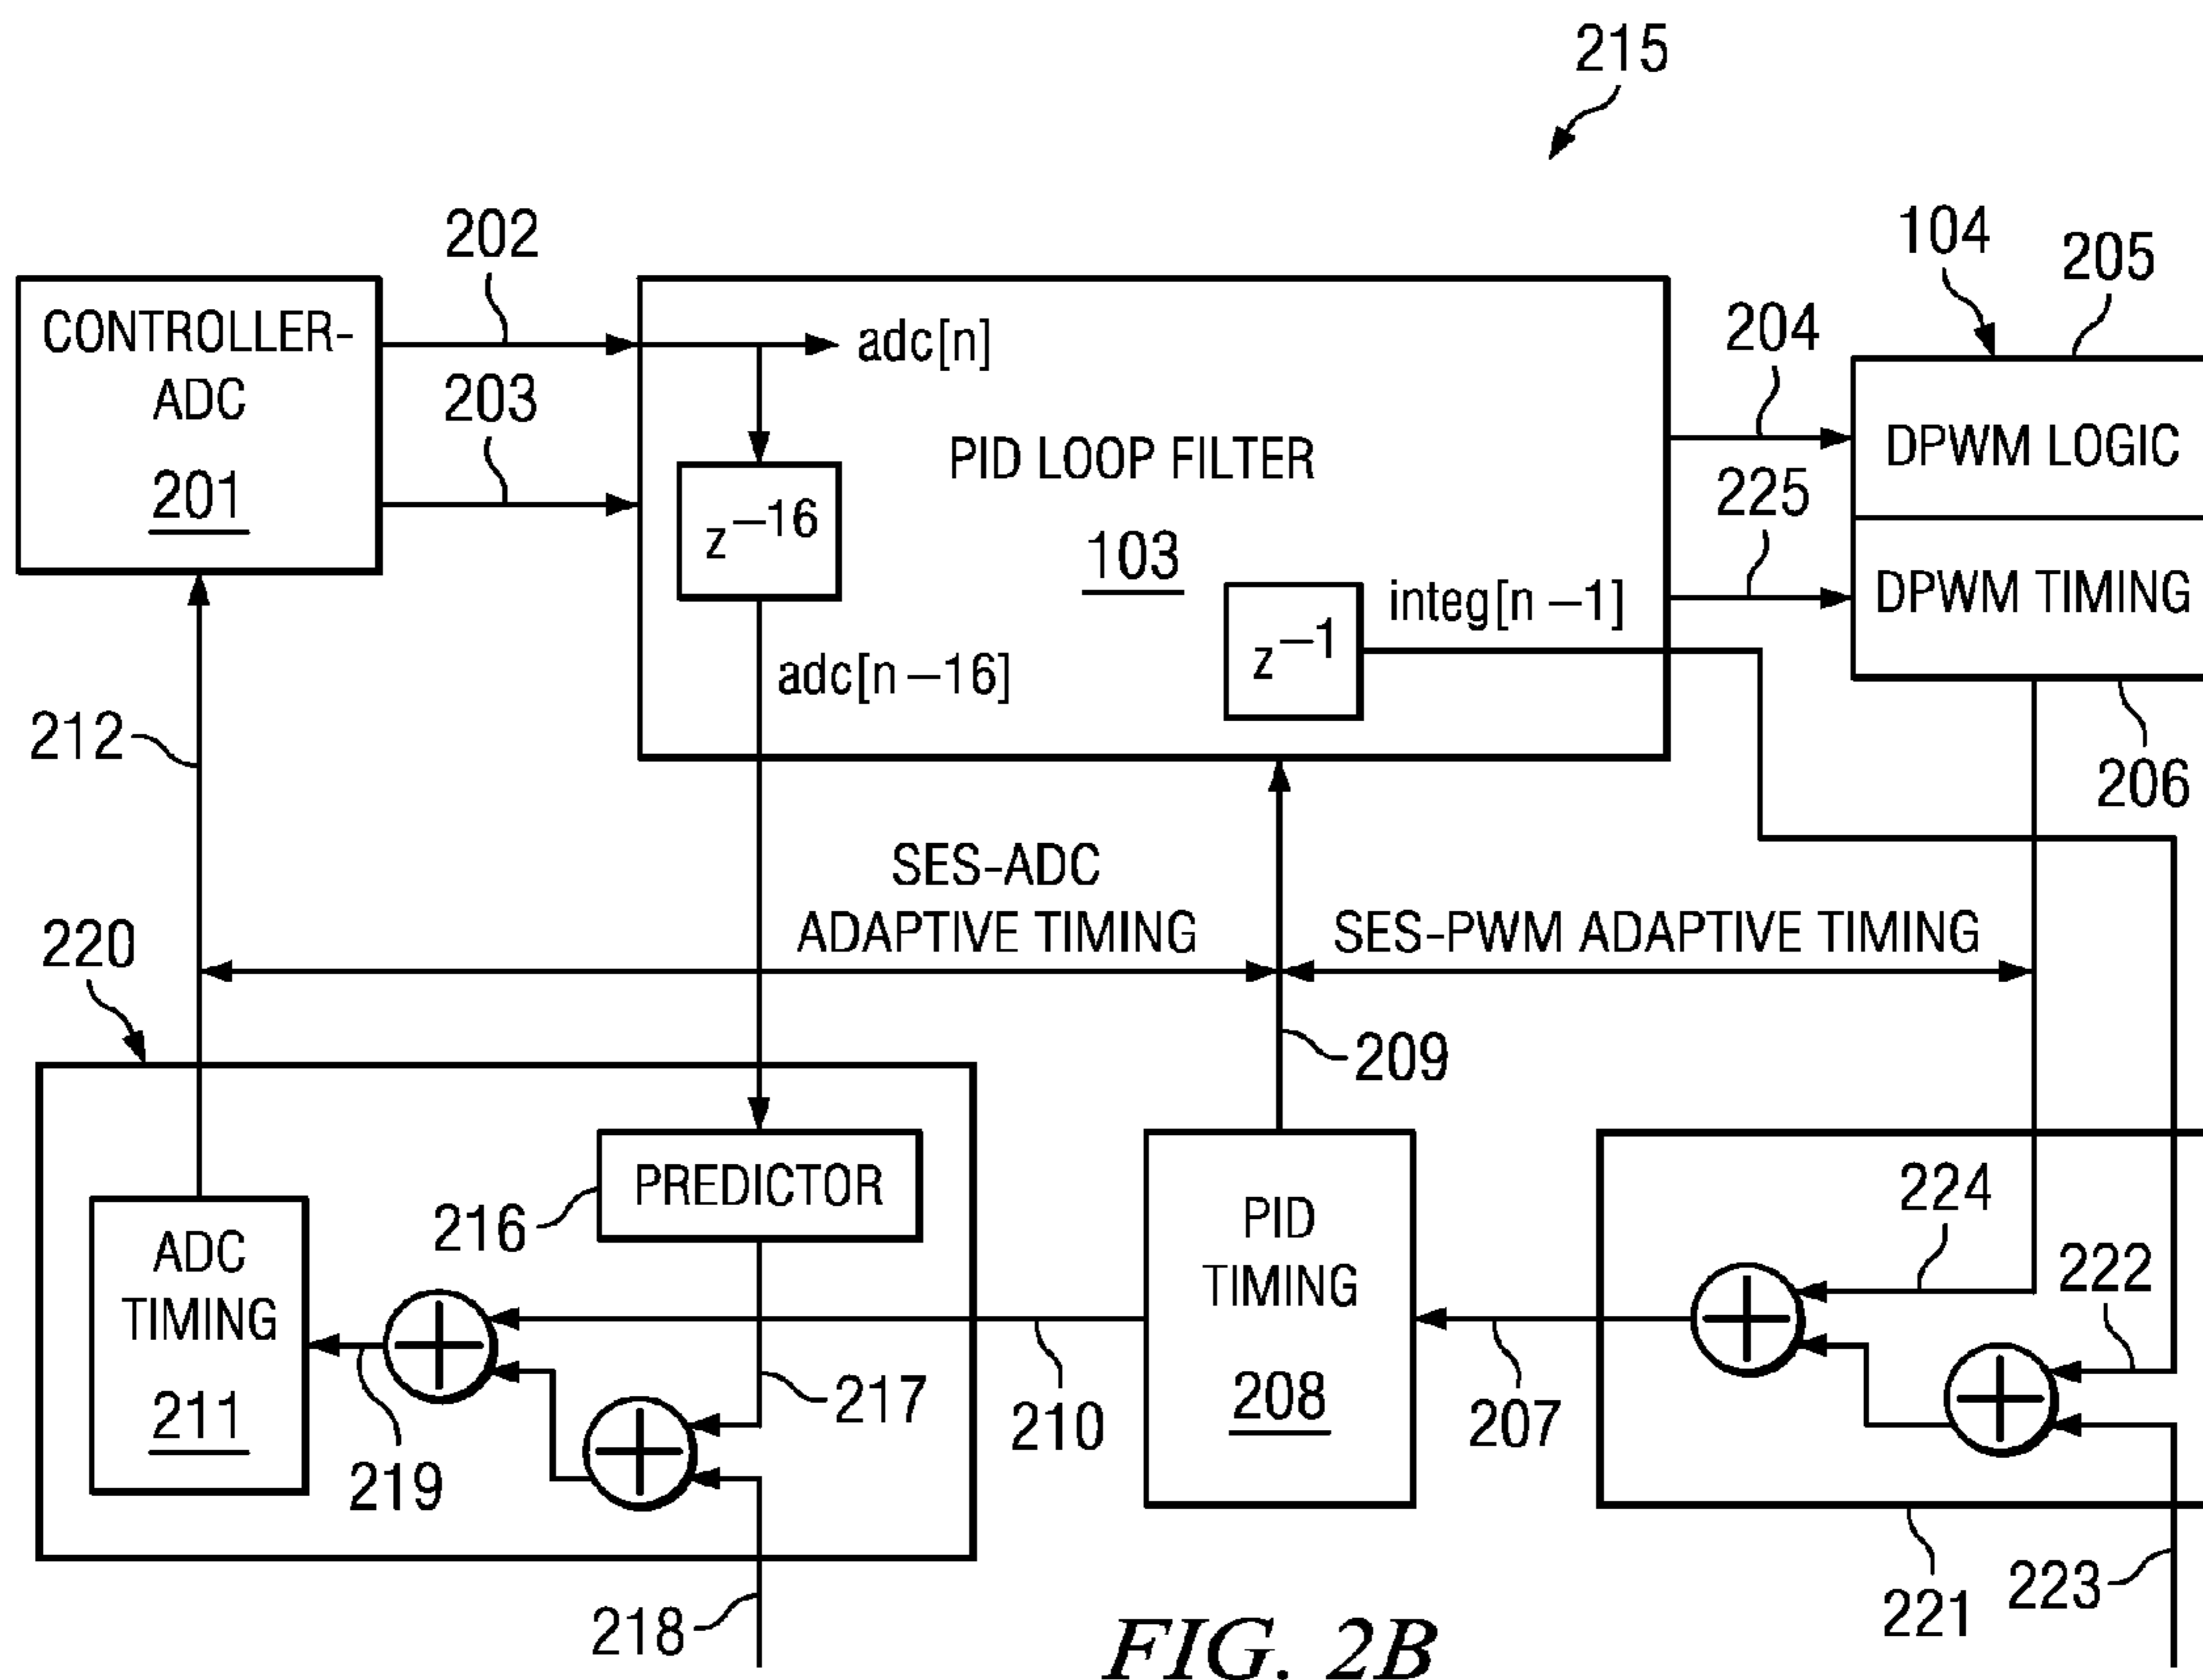 215
202
104
205
CONTROLLER-
ADC
201
adc[n]
204
203
PID LOOP FILTER
103
DPWM LOGIC
z⁻¹⁶
225
z⁻¹
integ[n−1]
DPWM TIMING
adc[n−16]
212
206
SES-ADC
ADAPTIVE TIMING
SES-PWM ADAPTIVE TIMING
220
209
PREDICTOR
216
224
ADC
TIMING
211
PID
TIMING
208
222
217
210
207
219
218
221
223
FIG. 2B